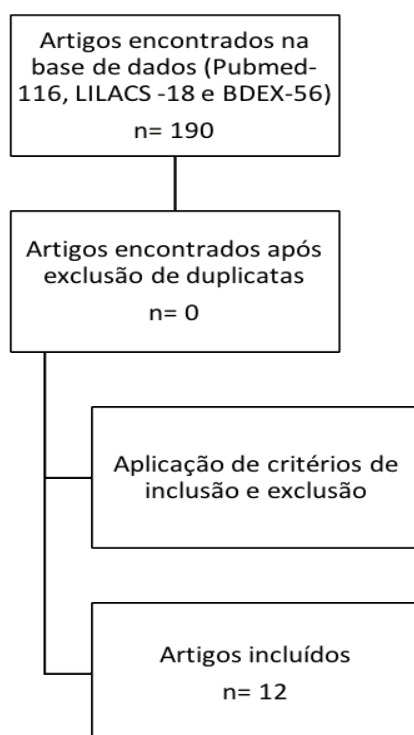 Artigos encontrados na
base de dados (Pubmed-
116, LILACS -18 e BDEX-56)
n= 190
Artigos encontrados após
exclusão de duplicatas
n= 0
Aplicação de critérios de
inclusão e exclusão
Artigos incluídos
n= 12